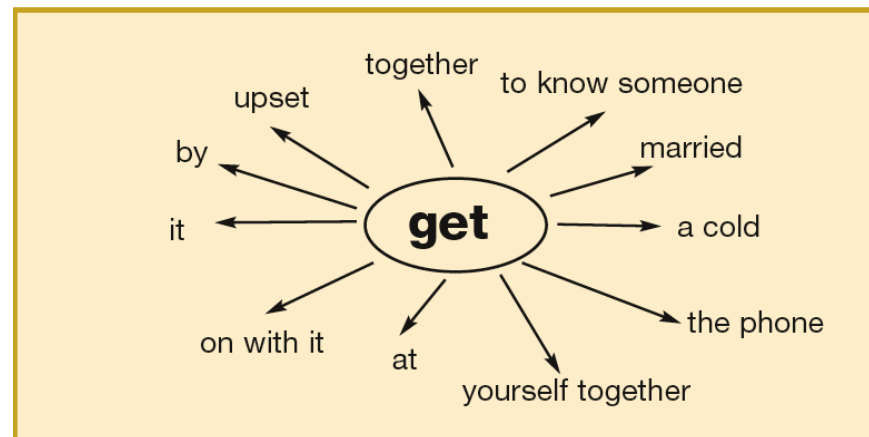 together
to know someone
upset
married
by
get
it
a cold
the phone
on with it
at
yourself together